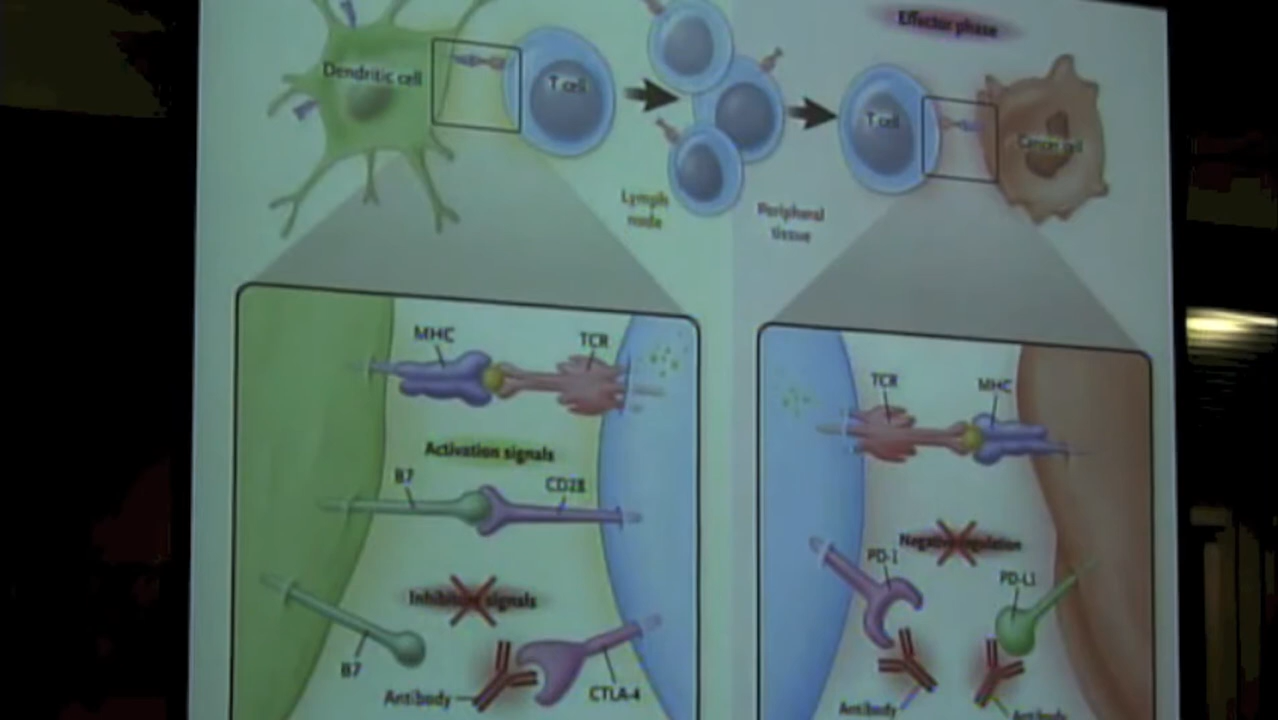 Effector phase
Dendritic cell
T cell
T cell
Cancer cell
Lymph
node
Peripheral
tissue
MHC
TCR
Activation signals
B7
CD28
Inhibitory signals
B7
Antibody
CTLA-4
TCR
MHC
Negative regulation
PD-1
PD-L1
Antibody
Antibody